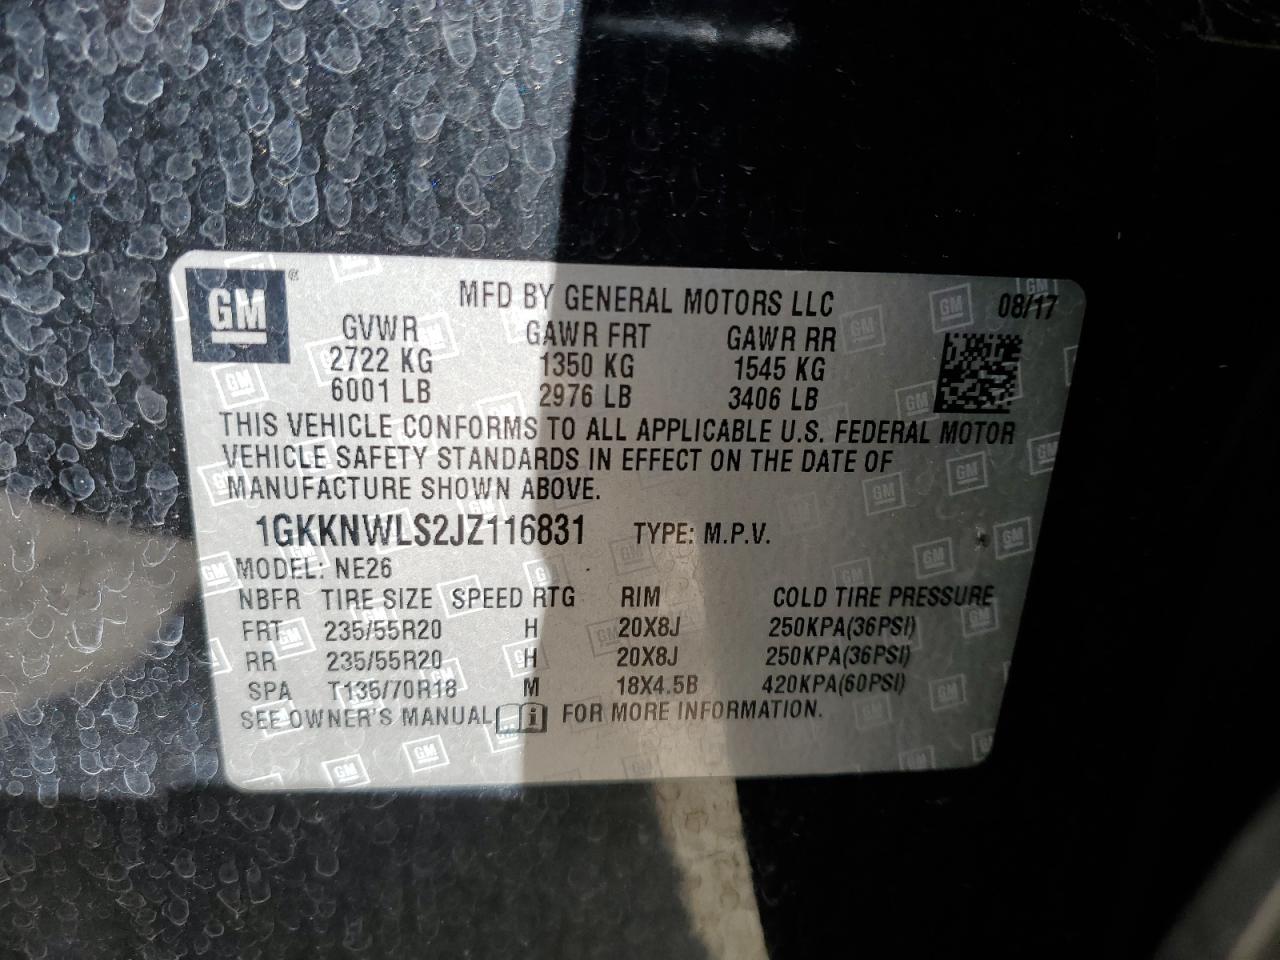 GM ®
MFD BY GENERAL MOTORS LLC 08/17
GVWR GAWR FRT GAWR RR
2722 KG 1350 KG 1545 KG
6001 LB 2976 LB 3406 LB
THIS VEHICLE CONFORMS TO ALL APPLICABLE U.S. FEDERAL MOTOR
VEHICLE SAFETY STANDARDS IN EFFECT ON THE DATE OF
MANUFACTURE SHOWN ABOVE.
1GKKNWLS2JZ116831 TYPE: M.P.V.
MODEL: NE26
NBFR TIRE SIZE SPEED RTG RIM COLD TIRE PRESSURE
FRT 235/55R20 H 20X8J 250KPA(36PSI)
RR 235/55R20 H 20X8J 250KPA(36PSI)
SPA T135/70R18 M 18X4.5B 420KPA(60PSI)
SEE OWNER'S MANUAL i FOR MORE INFORMATION.